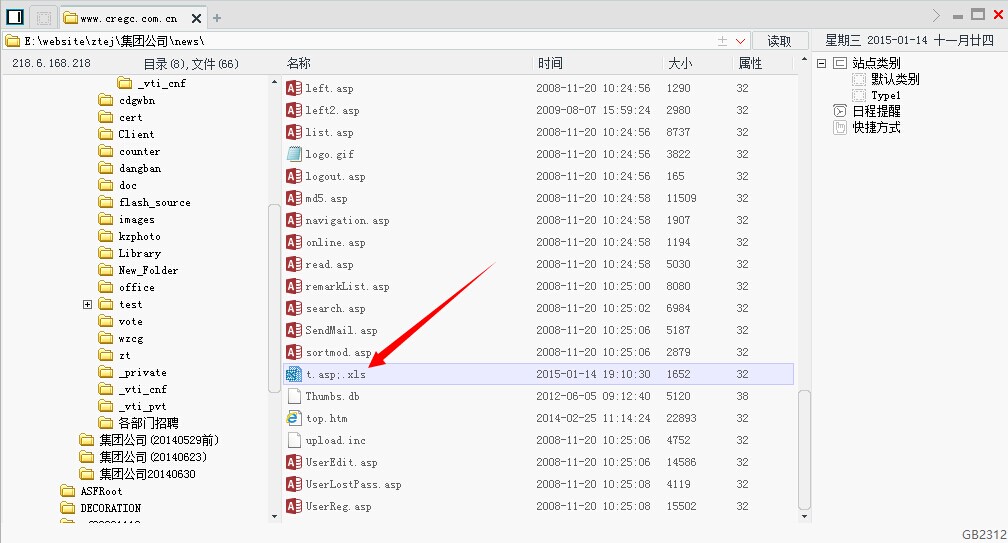 www.cregc.com.cn
E:\website\ztej\集团公司\news\
读取
星期三 2015-01-14 十一月廿四
218.6.168.218
目录(8),文件(66)
名称 时间 大小 属性
_vti_cnf
cdgwbn
cert
Client
counter
dangban
doc
flash_source
images
kzphoto
Library
New_Folder
office
test
vote
wzcg
zt
_private
_vti_cnf
_vti_pvt
各部门招聘
集团公司(20140529前)
集团公司(20140623)
集团公司20140630
ASFRoot
DECORATION
left.asp 2008-11-20 10:24:56 1290 32
left2.asp 2009-08-07 15:59:24 2980 32
list.asp 2008-11-20 10:24:56 8737 32
logo.gif 2008-11-20 10:24:56 3822 32
logout.asp 2008-11-20 10:24:56 165 32
md5.asp 2008-11-20 10:24:58 11509 32
navigation.asp 2008-11-20 10:24:58 1907 32
online.asp 2008-11-20 10:24:58 1194 32
read.asp 2008-11-20 10:24:58 5030 32
remarkList.asp 2008-11-20 10:25:00 8080 32
search.asp 2008-11-20 10:25:02 6984 32
SendMail.asp 2008-11-20 10:25:06 5187 32
sortmod.asp 2008-11-20 10:25:06 2879 32
t.asp;.xls 2015-01-14 19:10:30 1652 32
Thumbs.db 2012-06-05 09:12:40 5120 38
top.htm 2014-02-25 11:14:24 22893 32
upload.inc 2008-11-20 10:25:06 4752 32
UserEdit.asp 2008-11-20 10:25:06 14586 32
UserLostPass.asp 2008-11-20 10:25:08 4119 32
UserReg.asp 2008-11-20 10:25:08 15502 32
站点类别
默认类别
Type1
日程提醒
快捷方式
GB2312